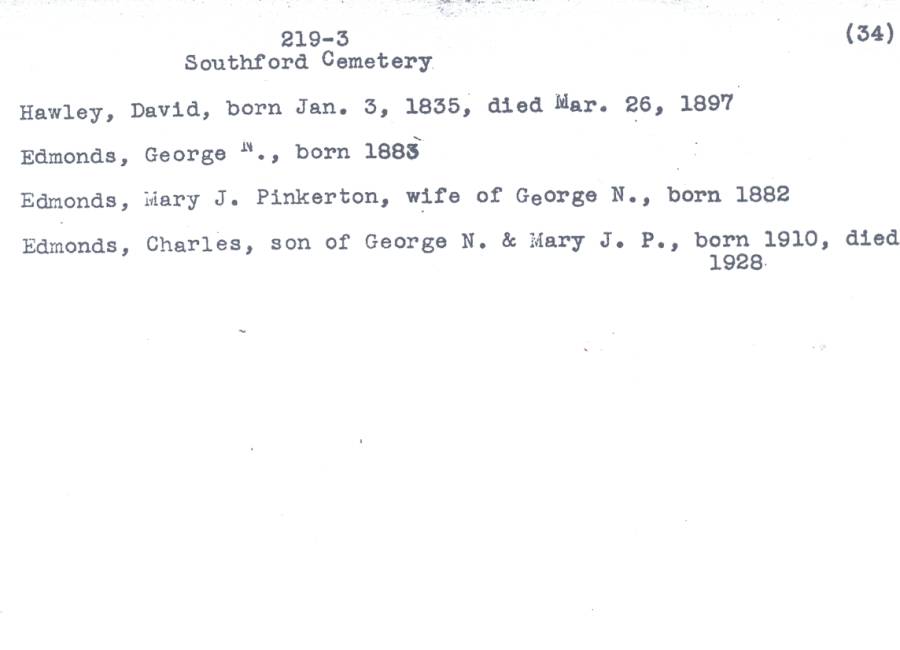 (34)
219-3
Southford Cemetery
Hawley, David, born Jan. 3, 1835, died Mar. 26, 1897
Edmonds, George N., born 1883
Edmonds, Mary J. Pinkerton, wife of George N., born 1882
Edmonds, Charles, son of George N. & Mary J. P., born 1910, died
1928